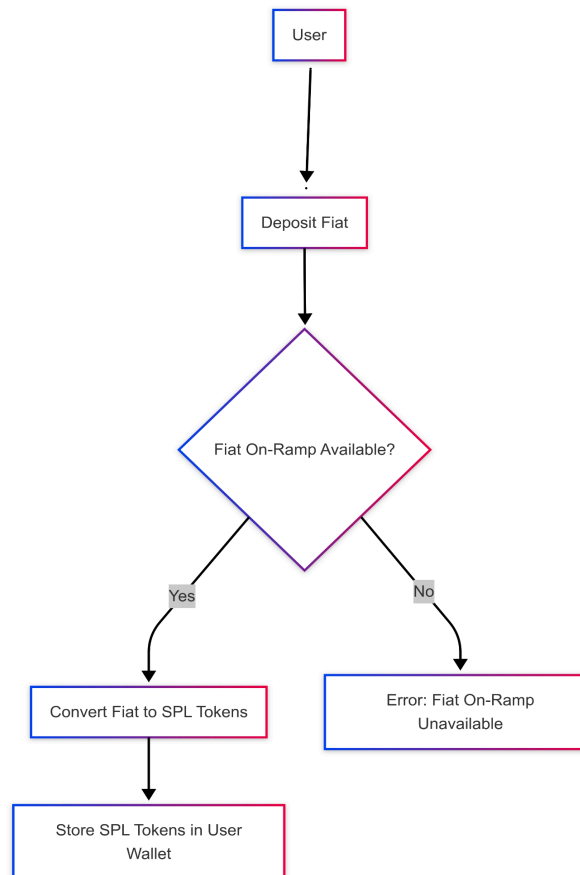 User
Deposit Fiat
Fiat On-Ramp Available?
Yes
No
Convert Fiat to SPL Tokens
Error: Fiat On-Ramp
Unavailable
Store SPL Tokens in User
Wallet